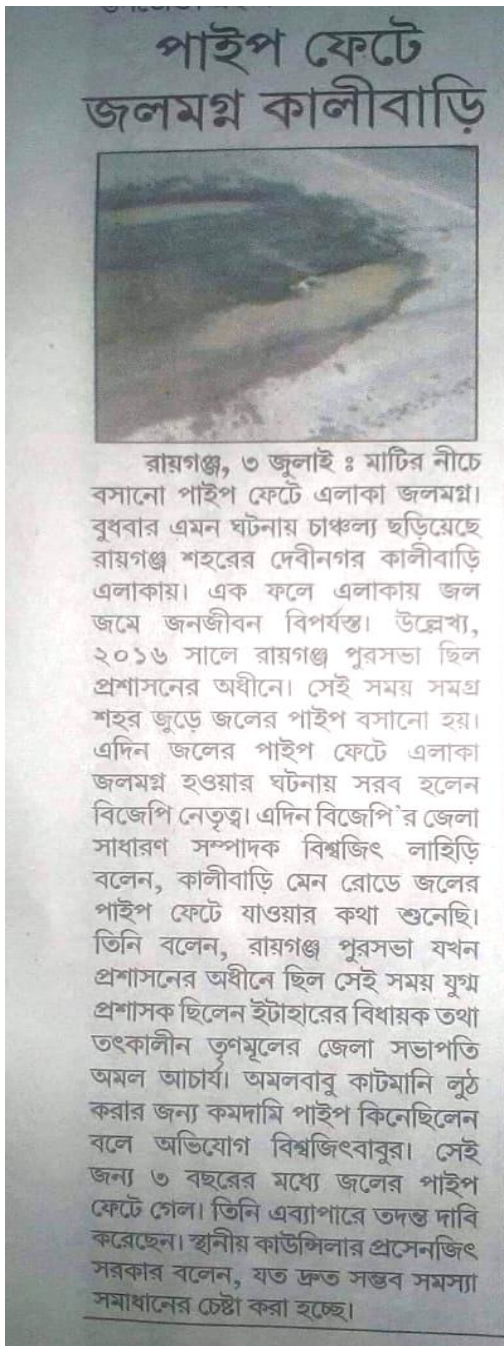 পাইপ ফেটে
জলমগ্ন কালীবাড়ি
রায়গঞ্জ, ৩ জুলাই ঃ মাটির নীচে
বসানো পাইপ ফেটে এলাকা জলমগ্ন।
বুধবার এমন ঘটনায় চাঞ্চল্য ছড়িয়েছে
রায়গঞ্জ শহরের দেবীনগর কালীবাড়ি
এলাকায়। এক ফলে এলাকায় জল
জমে জনজীবন বিপর্যস্ত। উল্লেখ্য,
২০১৬ সালে রায়গঞ্জ পুরসভা ছিল
প্রশাসনের অধীনে। সেই সময় সমগ্র
শহর জুড়ে জলের পাইপ বসানো হয়।
এদিন জলের পাইপ ফেটে এলাকা
জলমগ্ন হওয়ার ঘটনায় সরব হলেন
বিজেপি নেতৃত্ব। এদিন বিজেপি'র জেলা
সাধারণ সম্পাদক বিশ্বজিৎ লাহিড়ি
বলেন, কালীবাড়ি মেন রোডে জলের
পাইপ ফেটে যাওয়ার কথা শুনেছি।
তিনি বলেন, রায়গঞ্জ পুরসভা যখন
প্রশাসনের অধীনে ছিল সেই সময় যুগ্ম
প্রশাসক ছিলেন ইটাহারের বিধায়ক তথা
তৎকালীন তৃণমূলের জেলা সভাপতি
অমল আচার্য। অমলবাবু কাটমানি লুঠ
করার জন্য কমদামি পাইপ কিনেছিলেন
বলে অভিযোগ বিশ্বজিৎবাবুর। সেই
জন্য ৩ বছরের মধ্যে জলের পাইপ
ফেটে গেল। তিনি এব্যাপারে তদন্ত দাবি
করেছেন। স্থানীয় কাউন্সিলার প্রসেনজিৎ
সরকার বলেন, যত দ্রুত সম্ভব সমস্যা
সমাধানের চেষ্টা করা হচ্ছে।